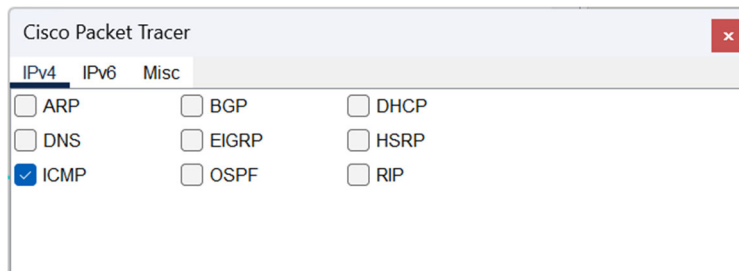 Cisco Packet Tracer
x
IPv4 IPv6 Misc
ARP BGP DHCP
DNS EIGRP HSRP
ICMP OSPF RIP